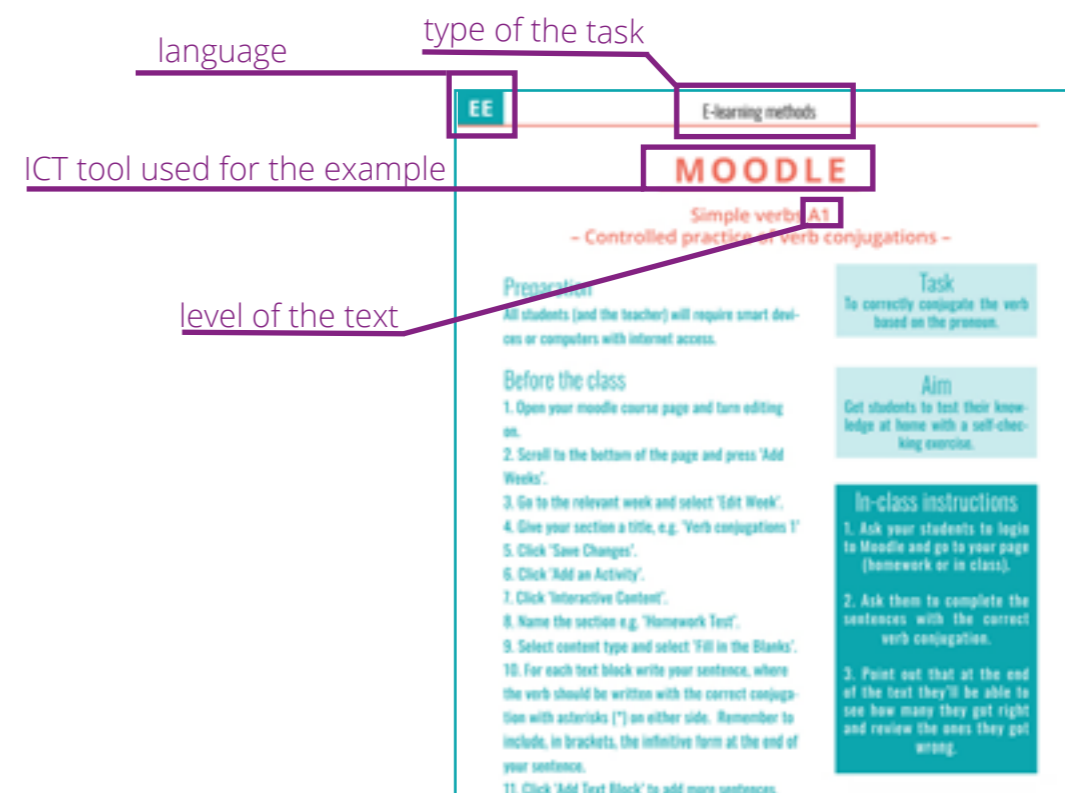 type of the task
language
EE
E-learning methods
ICT tool used for the example
MOODLE
Simple verbs A1
– Controlled practice of verb conjugations –
level of the text
Preparation
All students (and the teacher) will require smart devi-
ces or computers with internet access.
Before the class
1. Open your moodle course page and turn editing
on.
2. Scroll to the bottom of the page and press 'Add
Weeks'.
3. Go to the relevant week and select 'Edit Week'.
4. Give your section a title, e.g. 'Verb conjugations 1'
5. Click 'Save Changes'.
6. Click 'Add an Activity'.
7. Click 'Interactive Content'.
8. Name the section e.g. 'Homework Test'.
9. Select content type and select 'Fill in the Blanks'.
10. For each text block write your sentence, where
the verb should be written with the correct conjuga-
tion with asterisks (*) on either side. Remember to
include, in brackets, the infinitive form at the end of
your sentence.
11. Click 'Add Text Block' to add more sentences.
Task
To correctly conjugate the verb
based on the pronoun.
Aim
Get students to test their know-
ledge at home with a self-chec-
king exercise.
In-class instructions
1. Ask your students to login
to Moodle and go to your page
(homework or in class).
2. Ask them to complete the
sentences with the correct
verb conjugation.
3. Point out that at the end
of the text they'll be able to
see how many they got right
and review the ones they got
wrong.